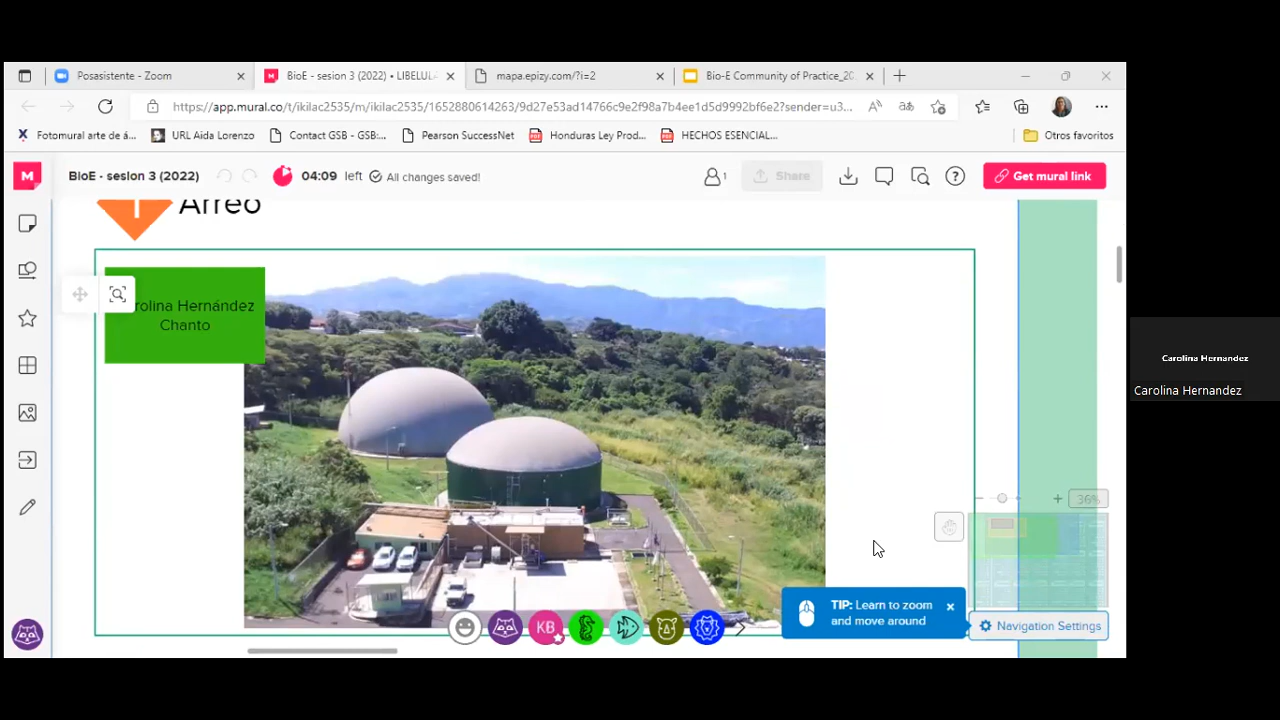 Posasistente - Zoom
BioE - sesion 3 (2022) • LIBELULA
mapa.epizy.com/?i=2
Bio-E Community of Practice_20
https://app.mural.co/t/ikilac2535/m/ikilac2535/1652880614263/9d27e53ad14766c9e2f98a7b4ee1d5d9992bf6e2?sender=u3...
Fotomural arte de á...
URL Aida Lorenzo
Contact GSB - GSB:...
Pearson SuccessNet
Honduras Ley Prod...
HECHOS ESENCIAL...
Otros favoritos
M
BioE - sesion 3 (2022)
04:09 left
All changes saved!
1
Share
Get mural link
Arreo
rolina Hernández
Chanto
Carolina Hernandez
Carolina Hernandez
36%
KB
TIP: Learn to zoom
and move around
Navigation Settings